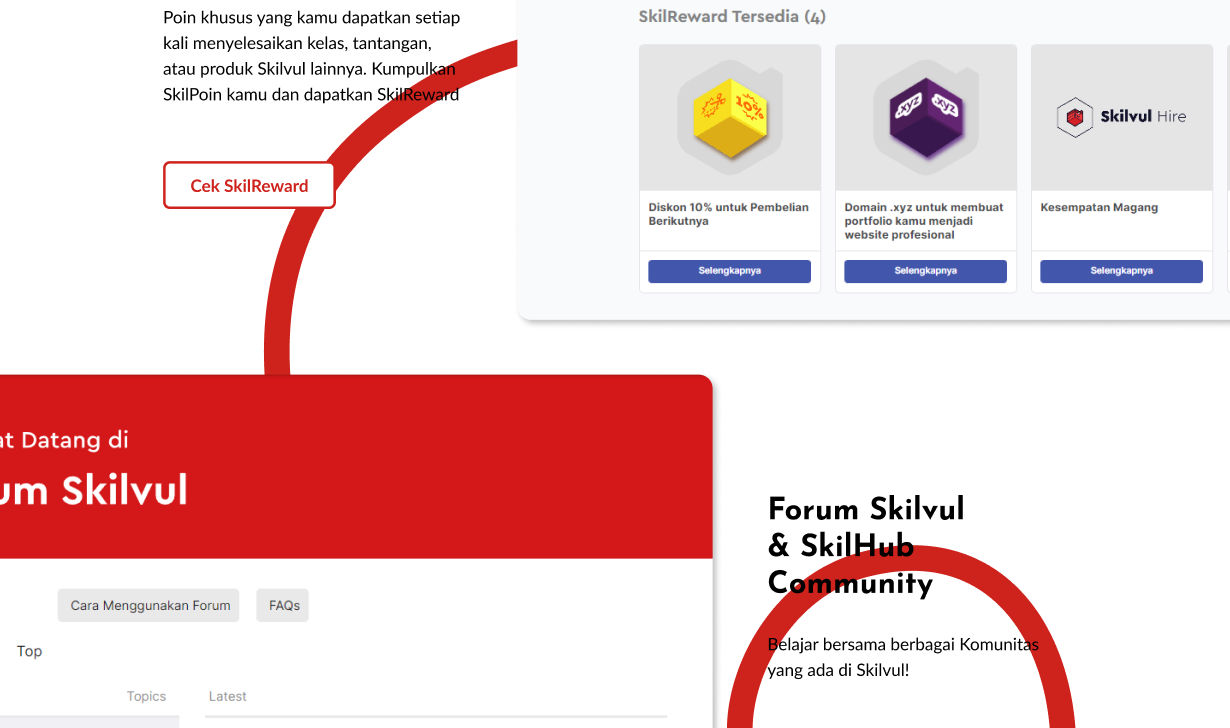 Poin khusus yang kamu dapatkan setiap
kali menyelesaikan kelas, tantangan,
atau produk Skilvul lainnya. Kumpulkan
SkilPoin kamu dan dapatkan SkilReward
Cek SkilReward
SkilReward Tersedia (4)
%
10%
.xyz
.xyz
Skilvul Hire
Diskon 10% untuk Pembelian
Berikutnya
Domain .xyz untuk membuat
portfolio kamu menjadi
website profesional
Kesempatan Magang
Selengkapnya
Selengkapnya
Selengkapnya
at Datang di
um Skilvul
Cara Menggunakan Forum
FAQs
Top
Topics
Latest
Forum Skilvul
& SkilHub
Community
Belajar bersama berbagai Komunitas
yang ada di Skilvul!